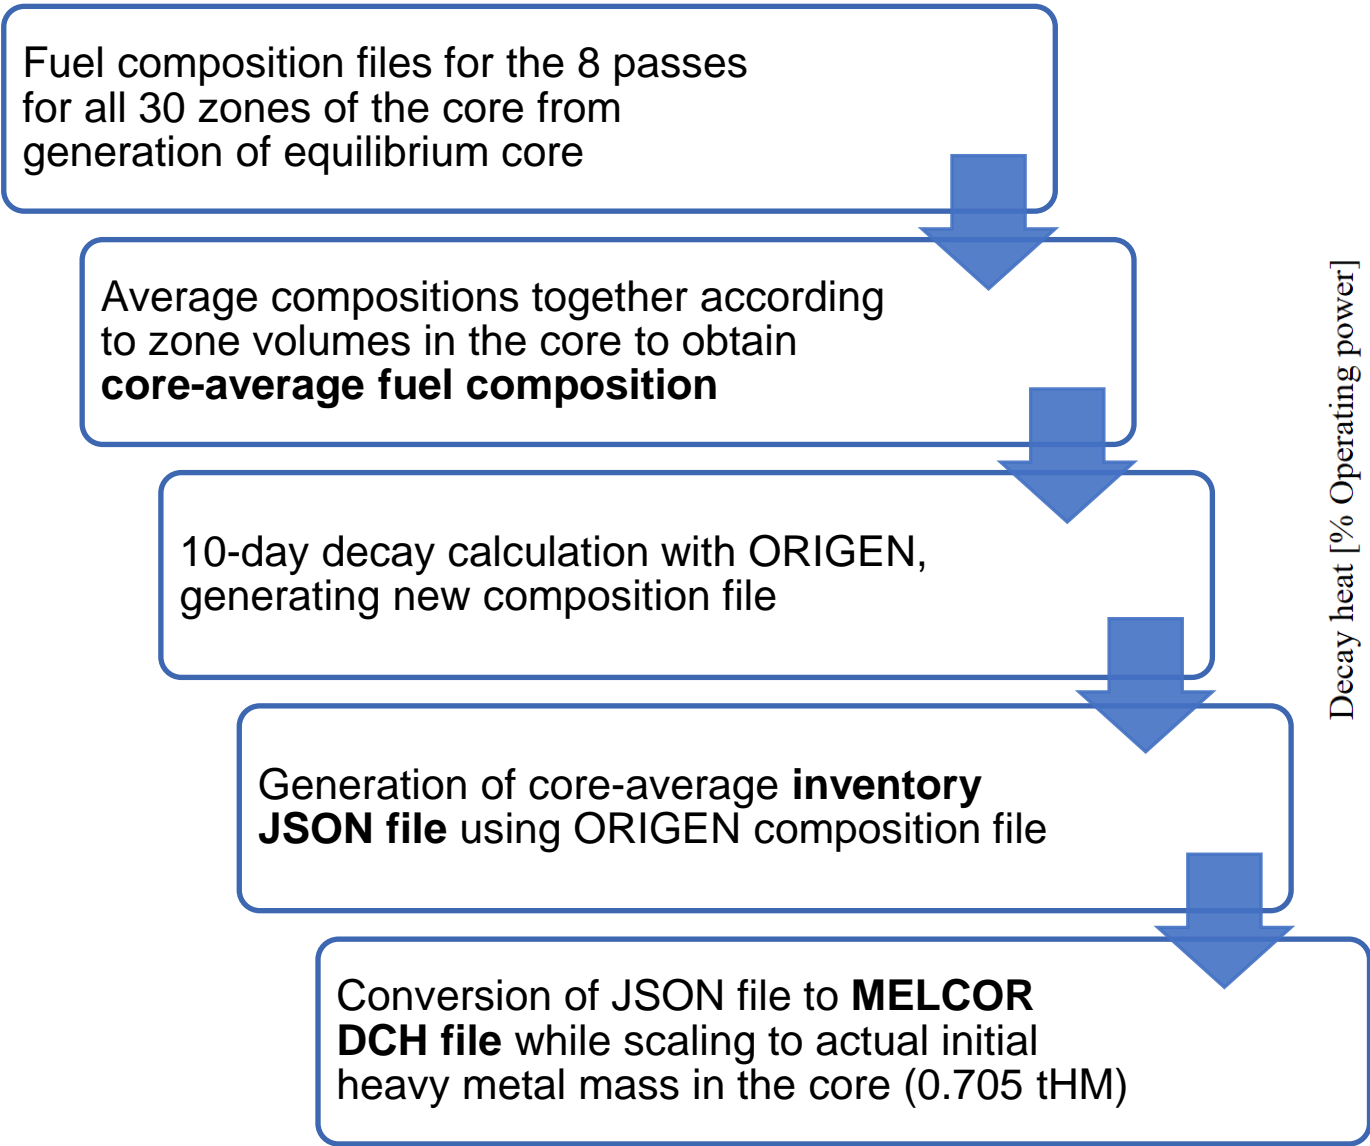 Fuel composition files for the 8 passes
for all 30 zones of the core from
generation of equilibrium core
Average compositions together according
to zone volumes in the core to obtain
core-average fuel composition
10-day decay calculation with ORIGEN,
generating new composition file
Generation of core-average inventory
JSON file using ORIGEN composition file
Conversion of JSON file to MELCOR
DCH file while scaling to actual initial
heavy metal mass in the core (0.705 tHM)
Decay heat [% Operating power]